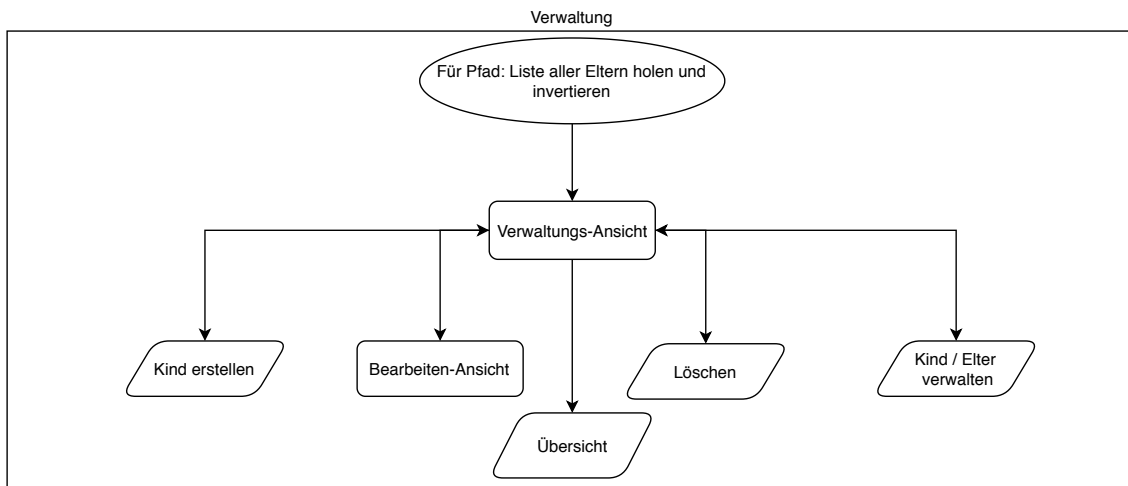 Verwaltung
Für Pfad: Liste aller Eltern holen und
invertieren
Verwaltungs-Ansicht
Kind erstellen
Bearbeiten-Ansicht
Löschen
Kind / Elter
verwalten
Übersicht